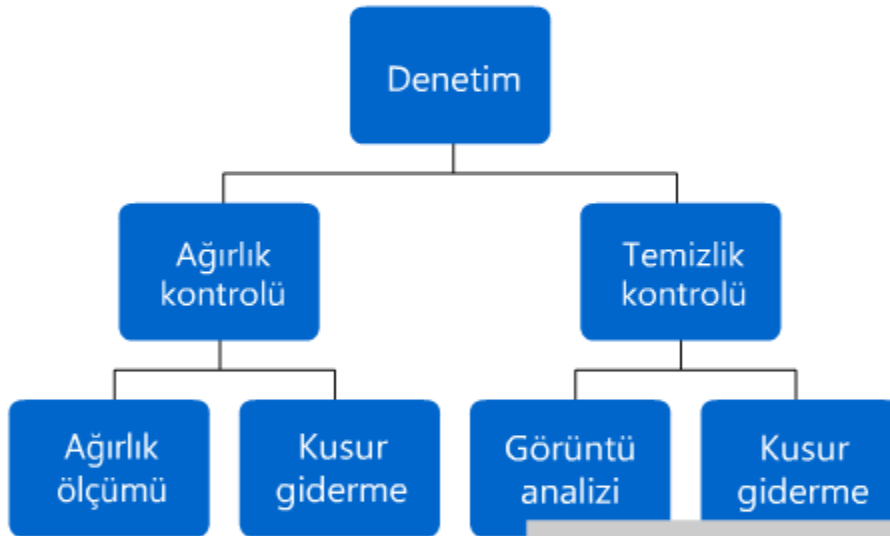 Denetim
Ağırlık
kontrolü
Temizlik
kontrolü
Ağırlık
ölçümü
Kusur
giderme
Görüntü
analizi
Kusur
giderme